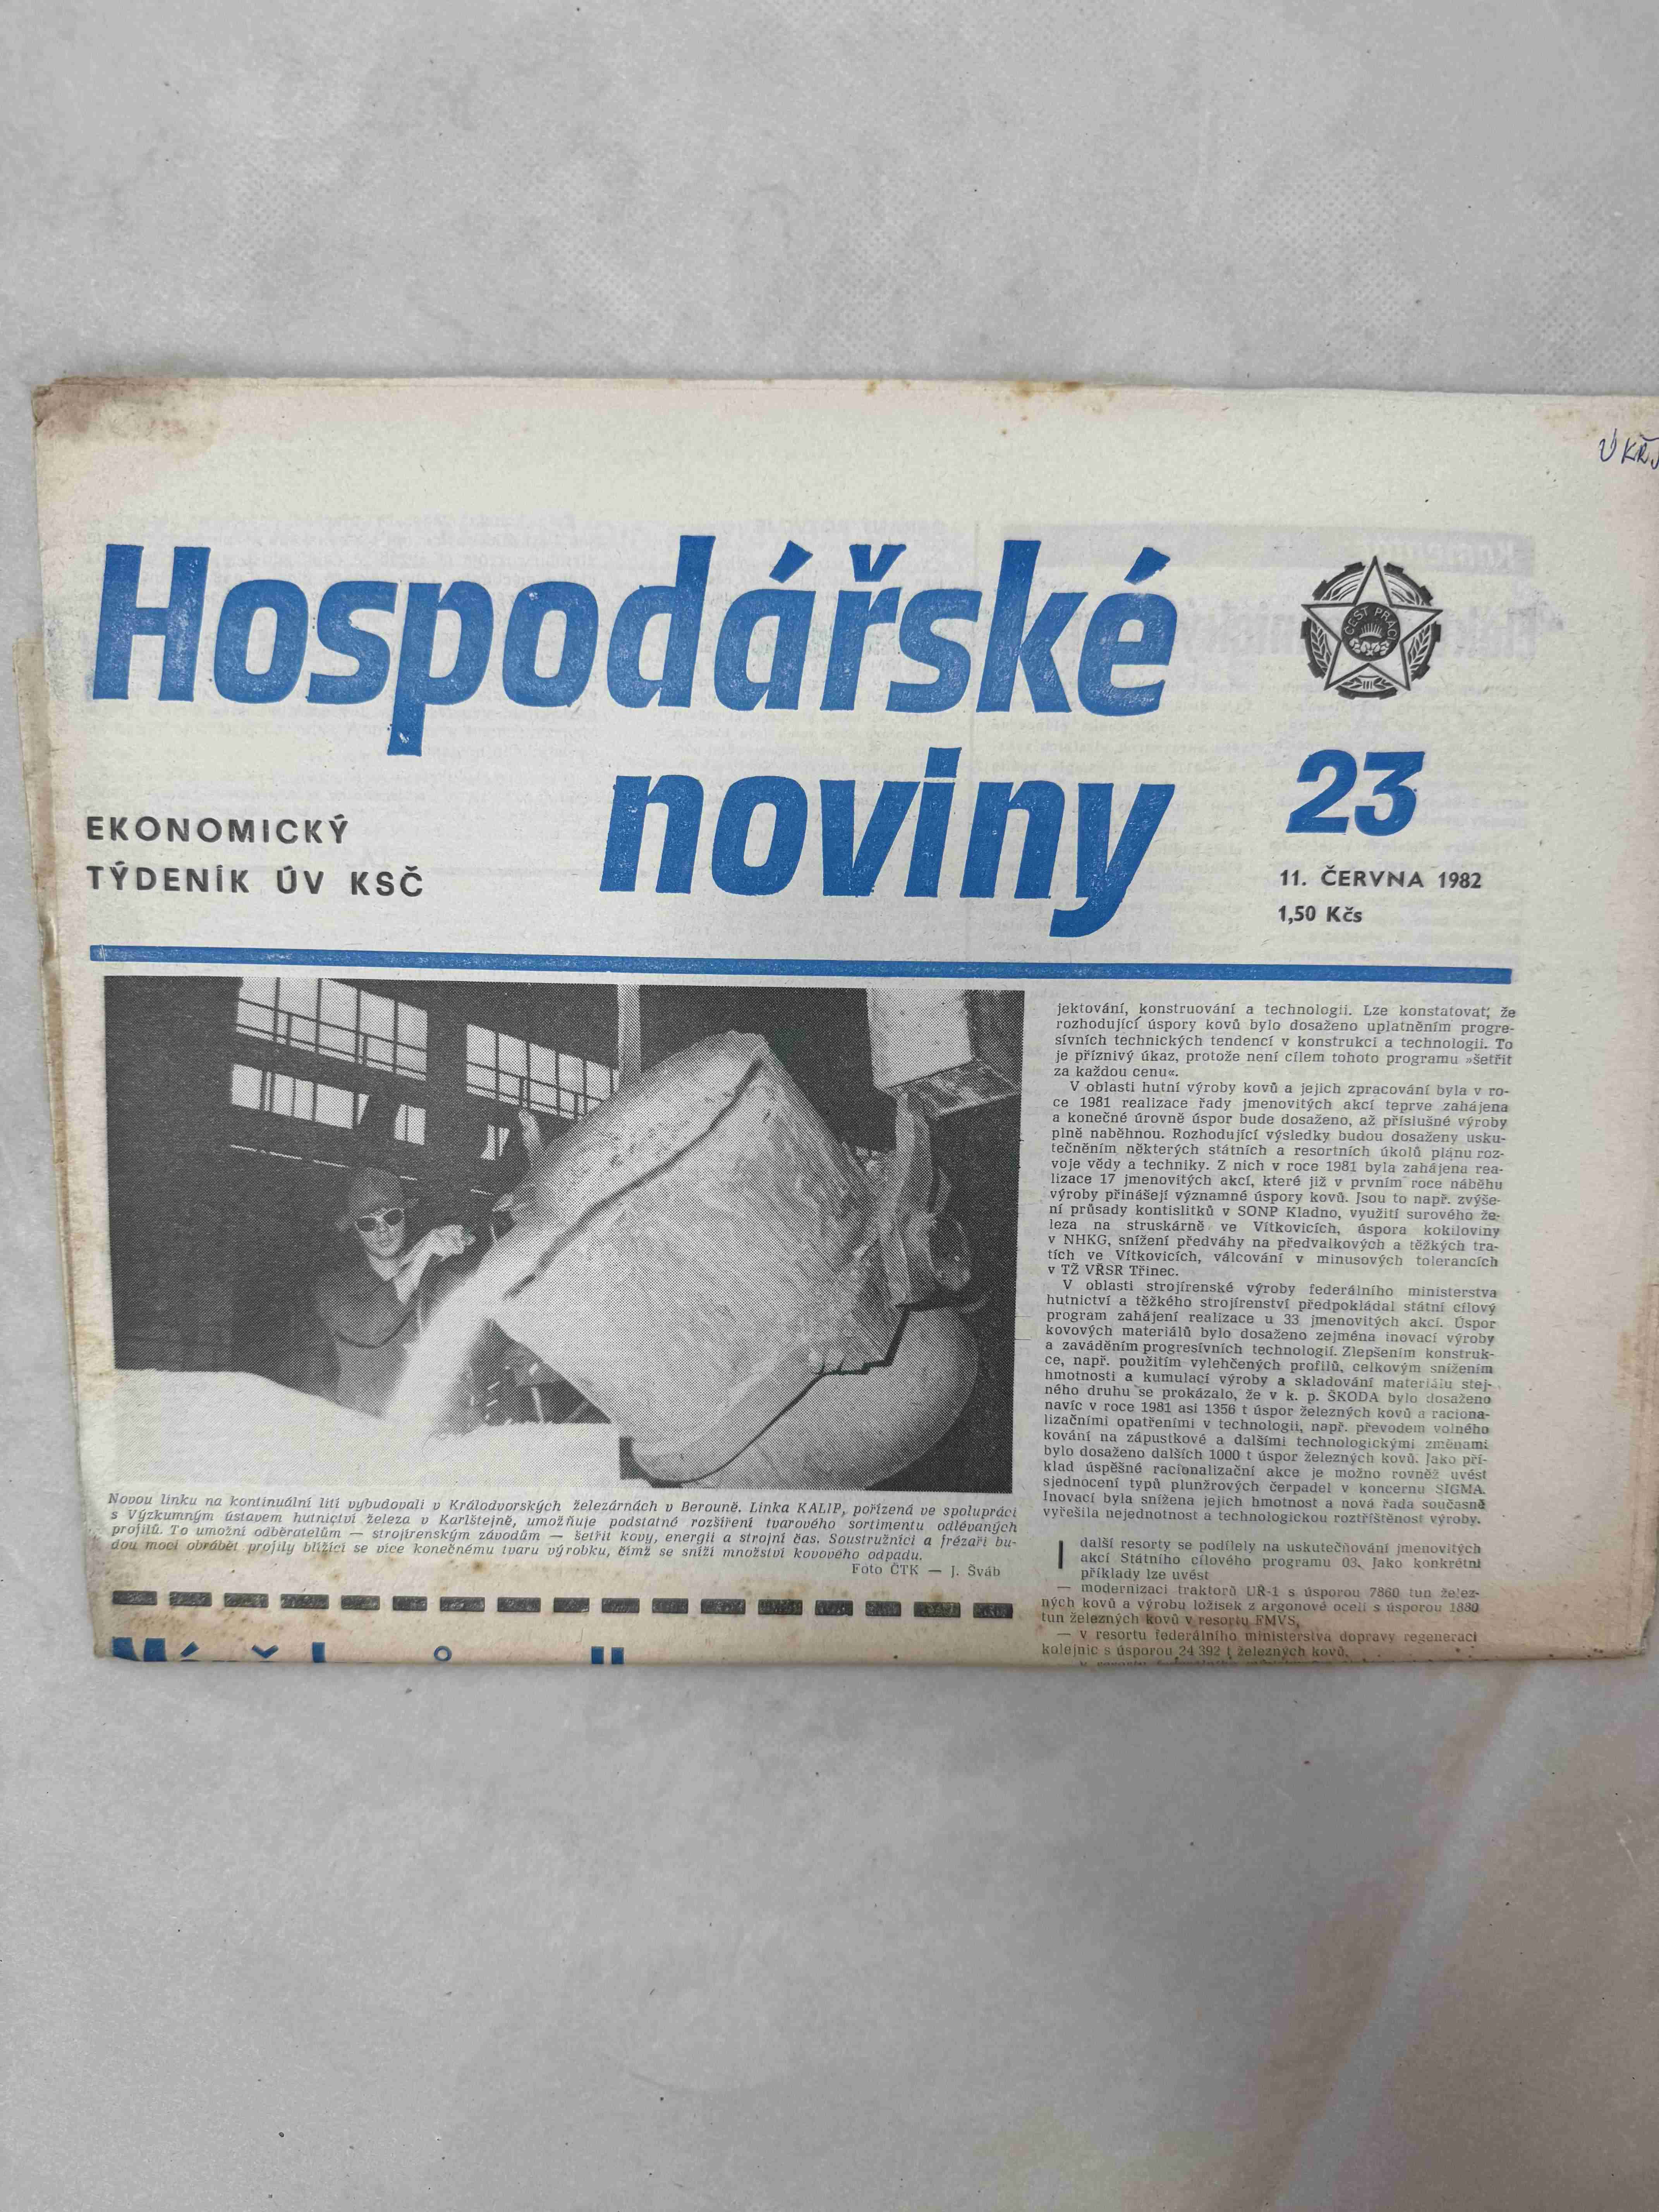 Hospodářské
noviny
EKONOMICKÝ
TÝDENÍK ÚV KSČ
ČEST PRÁCI
23
11. ČERVNA 1982
1,50 Kčs
Novou linku na kontinuální lití vybudovali v Královodvorských železárnách v Berouně. Linka KALIP, pořízená ve spolupráci
s Výzkumným ústavem hutnictví železa v Karlštejně, umožňuje podstatné rozšíření tvarového sortimentu odlévaných
profilů. To umožní odběratelům — strojírenským závodům — šetřit kovy, energii a strojní čas. Soustružníci a frézaři bu-
dou moci obrábět profily blížící se více konečnému tvaru výrobku, čímž se sníží množství kovového odpadu.
Foto ČTK — J. Šváb
jektování, konstruování a technologii. Lze konstatovat, že
rozhodující úspory kovů bylo dosaženo uplatněním progre-
sívních technických tendencí v konstrukci a technologii. To
je příznivý úkaz, protože není cílem tohoto programu »šetřit
za každou cenu«.
V oblasti hutní výroby kovů a jejich zpracování byla v ro-
ce 1981 realizace řady jmenovitých akcí teprve zahájena
a konečné úrovně úspor bude dosaženo, až příslušné výroby
plně naběhnou. Rozhodující výsledky budou dosaženy usku-
tečněním některých státních a resortních úkolů plánu roz-
voje vědy a techniky. Z nich v roce 1981 byla zahájena rea-
lizace 17 jmenovitých akcí, které již v prvním roce náběhu
výroby přinášejí významné úspory kovů. Jsou to např. zvýše-
ní průsady kontislitků v SONP Kladno, využití surového že-
leza na struskárně ve Vítkovicích, úspora kokiloviny
v NHKG, snížení předváhy na předvalkových a těžkých tra-
tích ve Vítkovicích, válcování v minusových tolerancích
v TŽ VŘSR Třinec.
V oblasti strojírenské výroby federálního ministerstva
hutnictví a těžkého strojírenství předpokládal státní cílový
program zahájení realizace u 33 jmenovitých akcí. Úspor
kovových materiálů bylo dosaženo zejména inovací výroby
a zaváděním progresívních technologií. Zlepšením konstruk-
ce, např. použitím vylehčených profilů, celkovým snížením
hmotnosti a kumulací výroby a skladování materiálu stej-
ného druhu se prokázalo, že v k. p. ŠKODA bylo dosaženo
navíc v roce 1981 asi 1356 t úspor železných kovů a raciona-
lizačními opatřeními v technologii, např. převodem volného
kování na zápustkové a dalšími technologickými změnami
bylo dosaženo dalších 1000 t úspor železných kovů. Jako pří-
klad úspěšné racionalizační akce je možno rovněž uvést
sjednocení typů plunžrových čerpadel v koncernu SIGMA.
Inovací byla snížena jejich hmotnost a nová řada současně
vyřešila nejednotnost a technologickou roztříštěnost výroby.
I další resorty se podílely na uskutečňování jmenovitých
akcí Státního cílového programu 03. Jako konkrétní
příklady lze uvést
— modernizaci traktorů UŘ-1 s úsporou 7860 tun želez-
ných kovů a výrobu ložisek z argonové oceli s úsporou 1880
tun železných kovů v resortu FMVS,
— v resortu federálního ministerstva dopravy regeneraci
kolejnic s úsporou 24 392 t železných kovů,